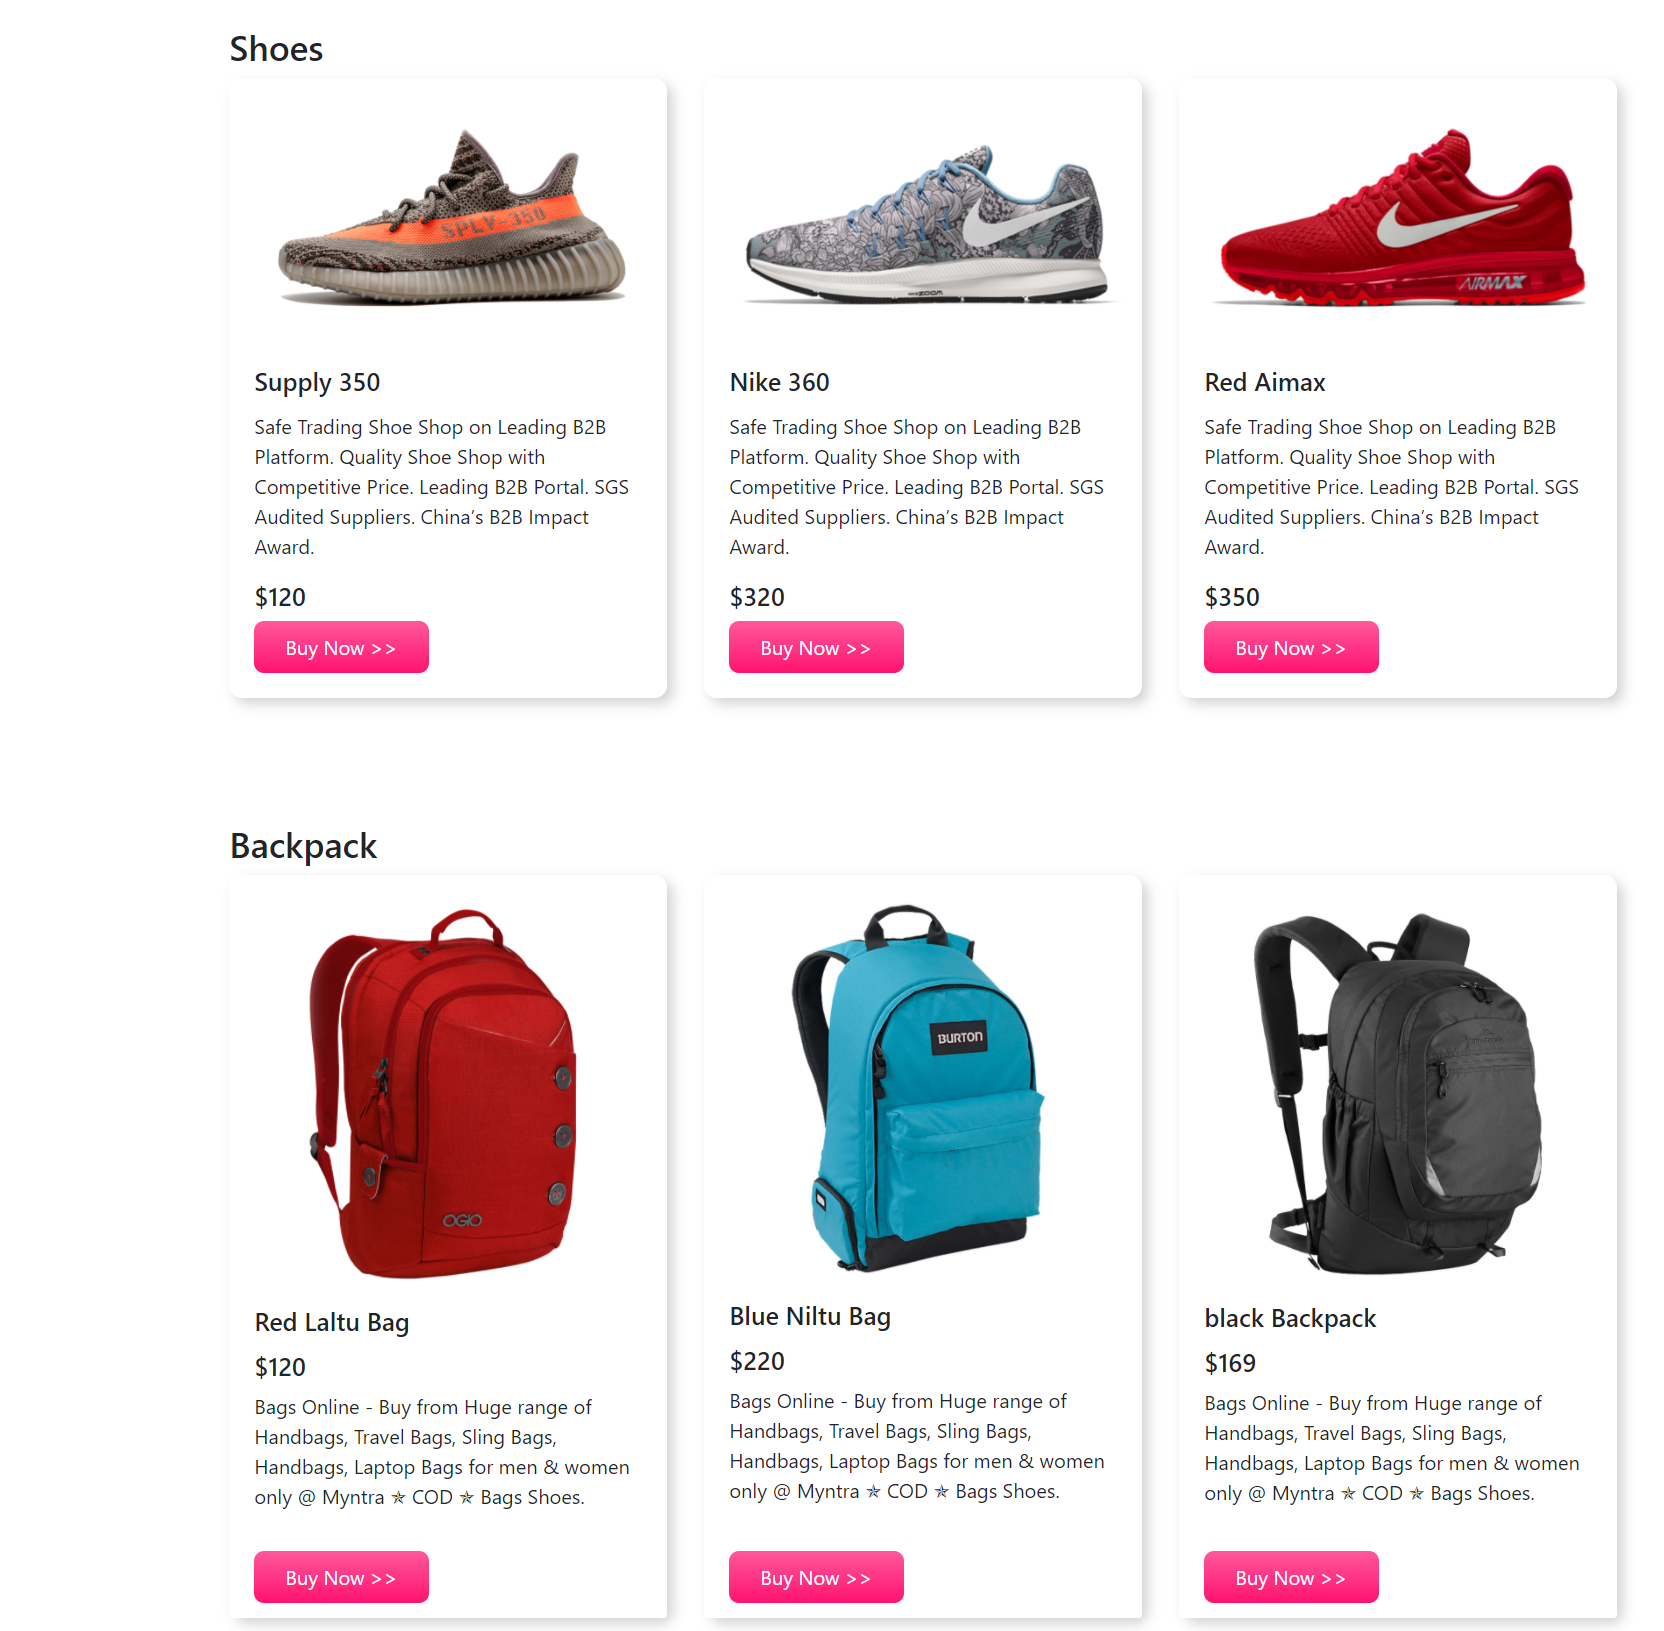 Shoes
SPLY-350
ZOOM
AIRMAX
Supply 350
Nike 360
Red Aimax
Safe Trading Shoe Shop on Leading B2B
Platform. Quality Shoe Shop with
Competitive Price. Leading B2B Portal. SGS
Audited Suppliers. China’s B2B Impact
Award.
Safe Trading Shoe Shop on Leading B2B
Platform. Quality Shoe Shop with
Competitive Price. Leading B2B Portal. SGS
Audited Suppliers. China’s B2B Impact
Award.
Safe Trading Shoe Shop on Leading B2B
Platform. Quality Shoe Shop with
Competitive Price. Leading B2B Portal. SGS
Audited Suppliers. China’s B2B Impact
Award.
$120
$320
$350
Buy Now >>
Buy Now >>
Buy Now >>
Backpack
OGIO
BURTON
Red Laltu Bag
$120
Bags Online - Buy from Huge range of
Handbags, Travel Bags, Sling Bags,
Handbags, Laptop Bags for men & women
only @ Myntra ✯ COD ✯ Bags Shoes.
Blue Niltu Bag
$220
Bags Online - Buy from Huge range of
Handbags, Travel Bags, Sling Bags,
Handbags, Laptop Bags for men & women
only @ Myntra ✯ COD ✯ Bags Shoes.
black Backpack
$169
Bags Online - Buy from Huge range of
Handbags, Travel Bags, Sling Bags,
Handbags, Laptop Bags for men & women
only @ Myntra ✯ COD ✯ Bags Shoes.
Buy Now >>
Buy Now >>
Buy Now >>